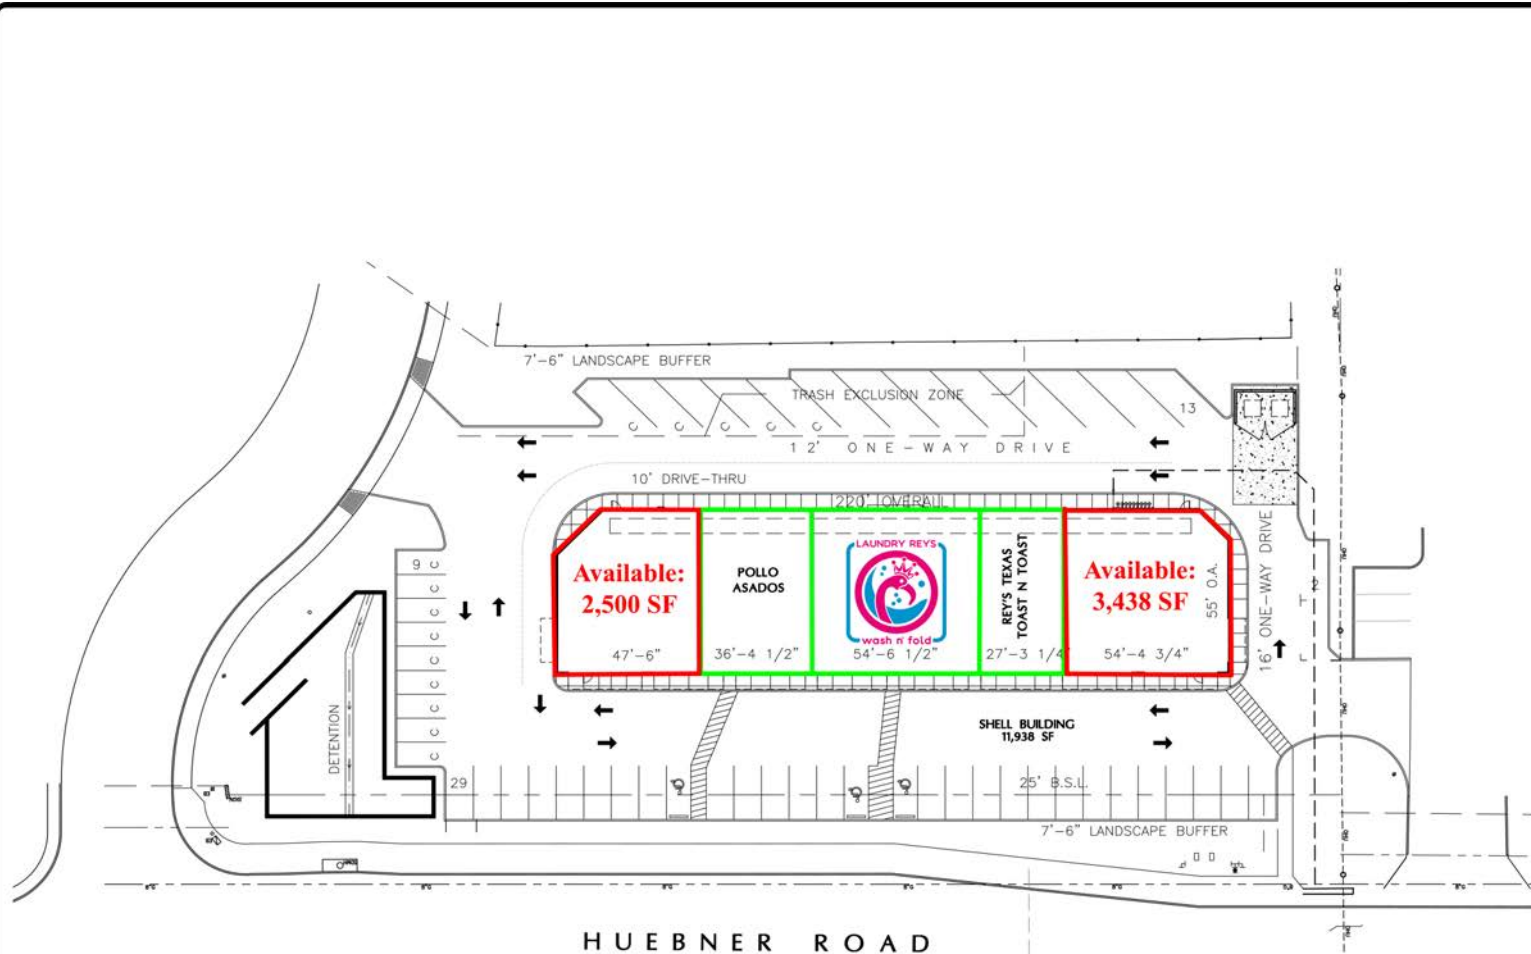 7'-6" LANDSCAPE BUFFER
TRASH EXCLUSION ZONE
13
12' ONE-WAY DRIVE
10' DRIVE-THRU
220' OVERALL
16' ONE-WAY DRIVE
9 C
C
C
C
C
C
C
C
C
C
C
C
C
Available:
2,500 SF
47'-6"
POLLO
ASADOS
36'-4 1/2"
LAUNDRY REYS
wash n' fold
54'-6 1/2"
REY'S TEXAS
TOAST N TOAST
27'-3 1/4
Available:
3,438 SF
54'-4 3/4"
55' O.A.
2
DETENTION
SHELL BUILDING
11,938 SF
29
25' B.S.L.
7'-6" LANDSCAPE BUFFER
HUEBNER ROAD